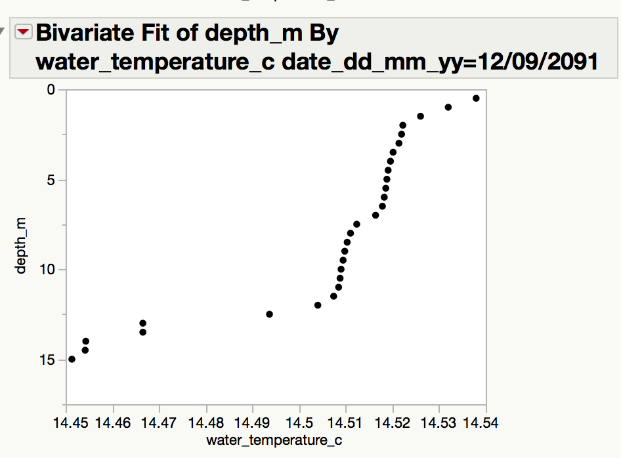 Bivariate Fit of depth_m By
water_temperature_c date_dd_mm_yy=12/09/2091
0
5
depth_m
10
15
14.45 14.46 14.47 14.48 14.49 14.5 14.51 14.52 14.53 14.54
water_temperature_c